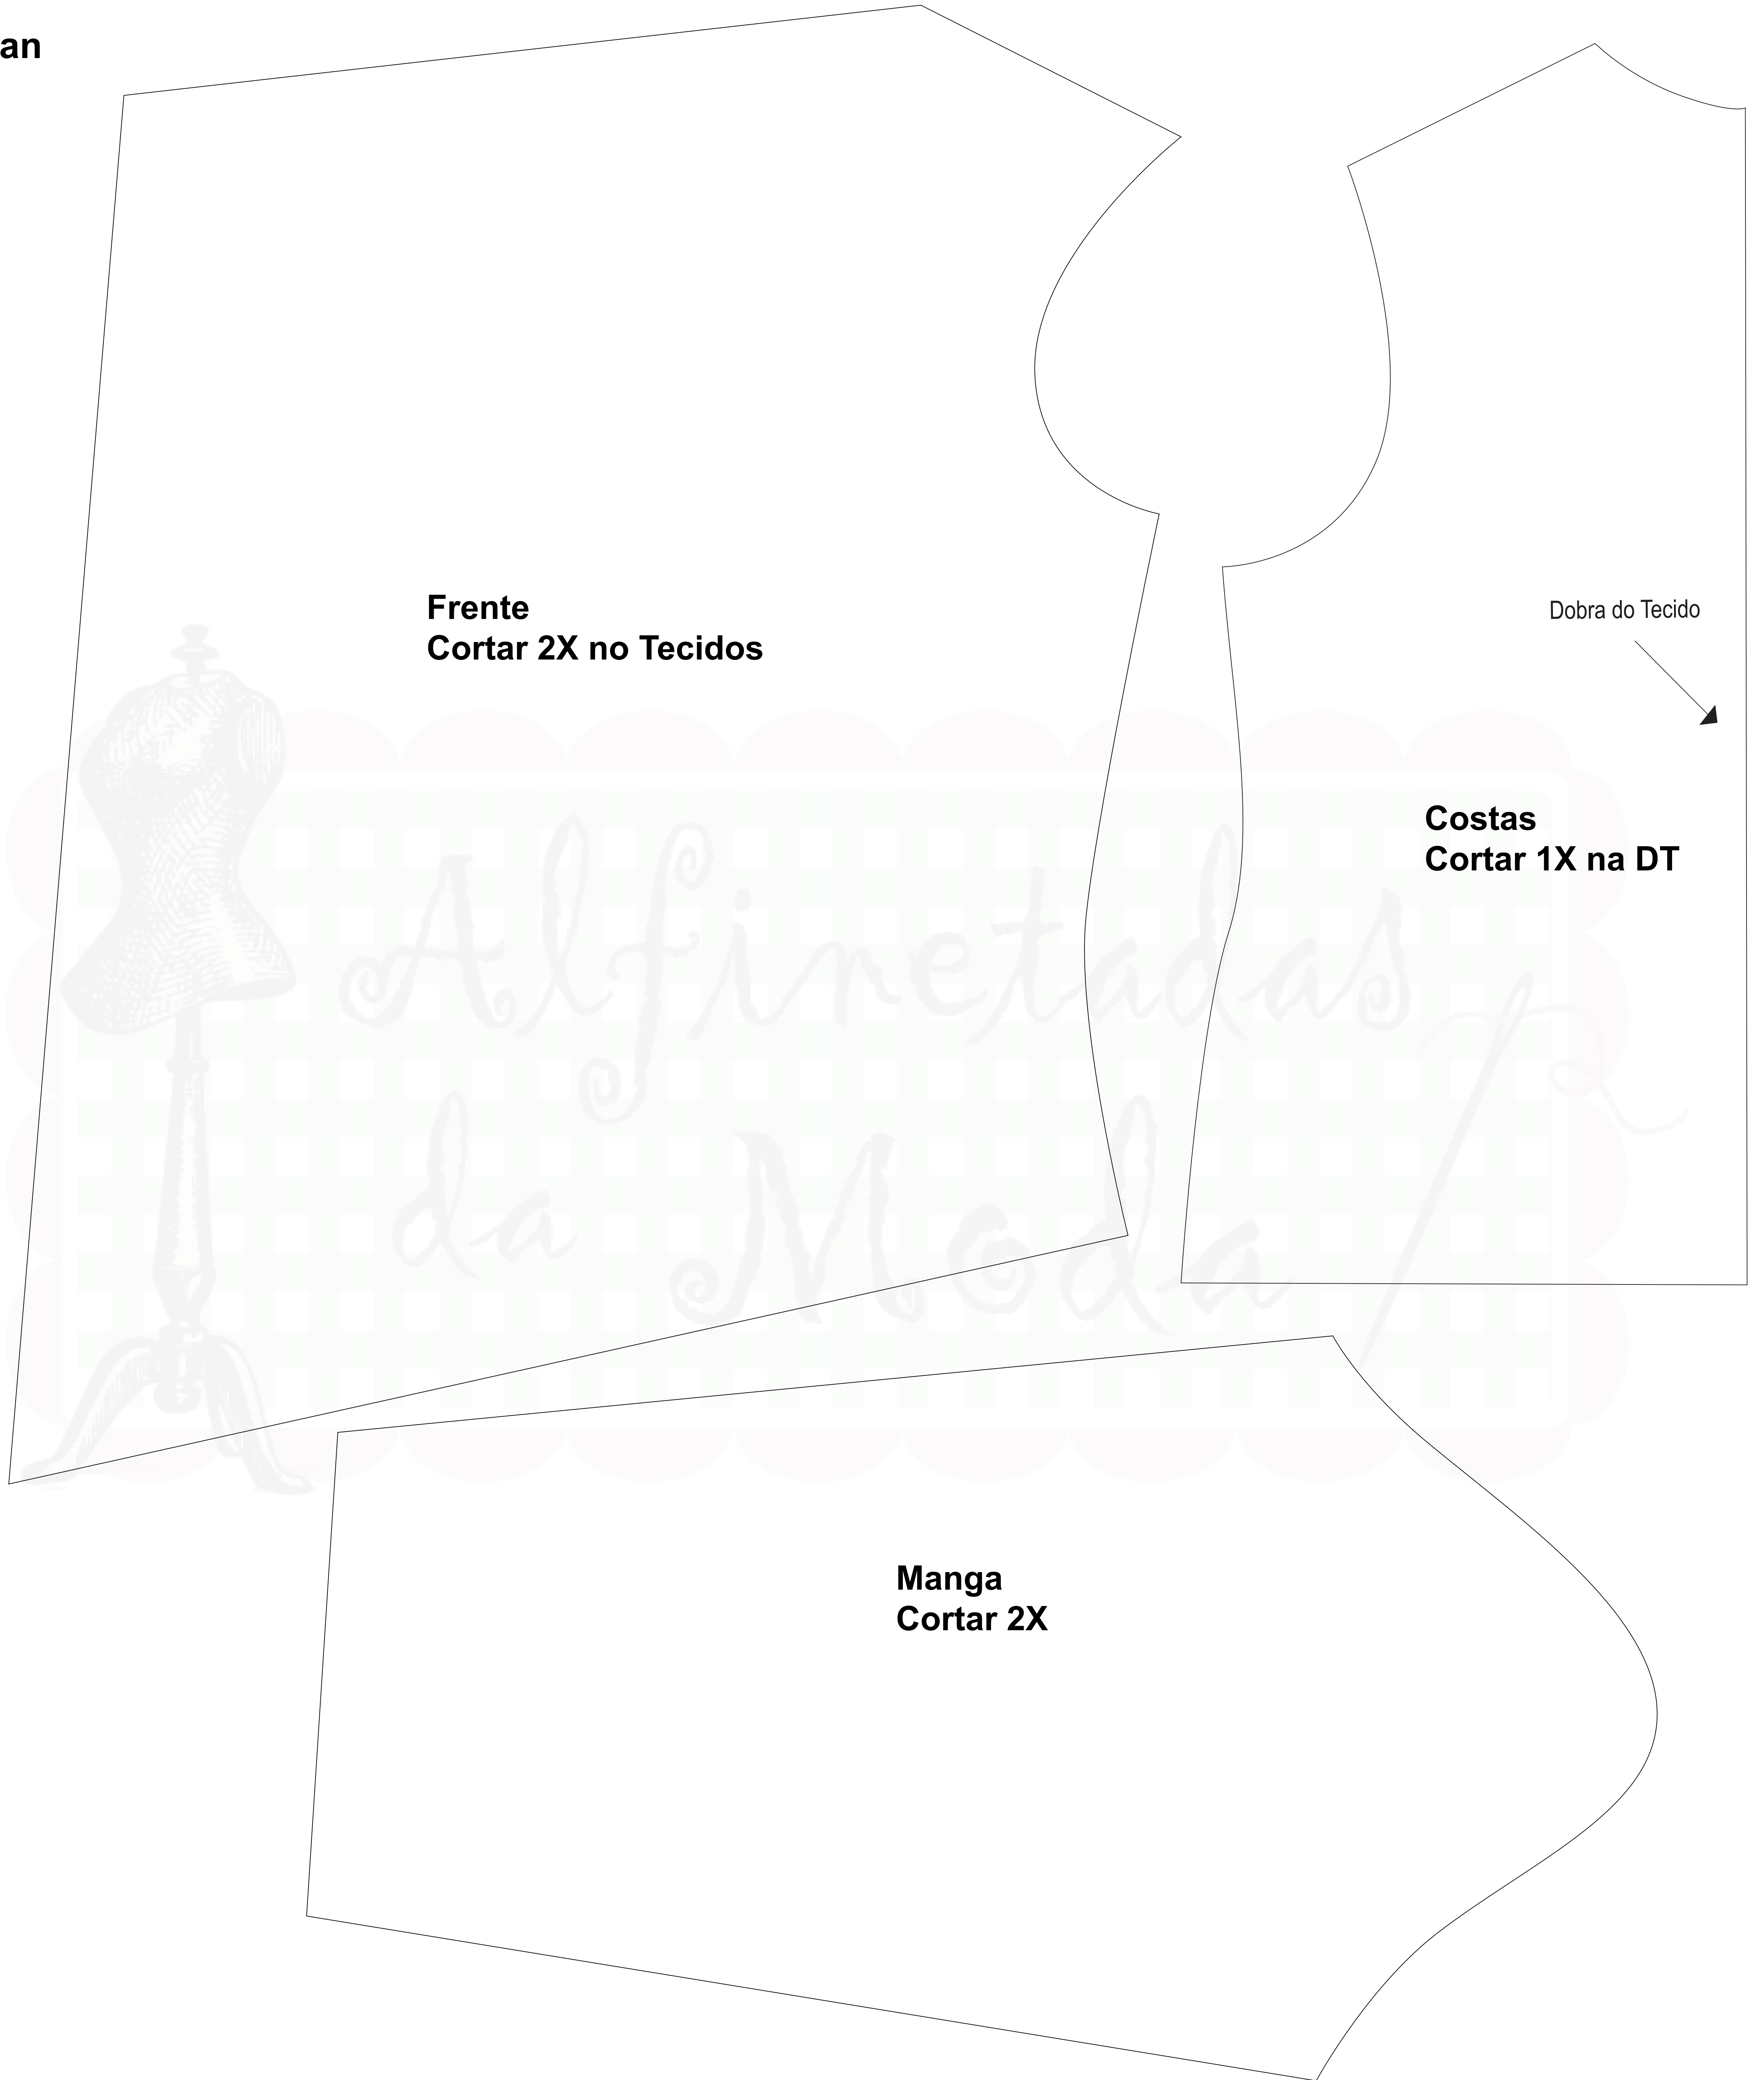 an
Frente
Cortar 2X no Tecidos
Dobra do Tecido
Costas
Cortar 1X na DT
Alfinetadas
da Moda
Manga
Cortar 2X